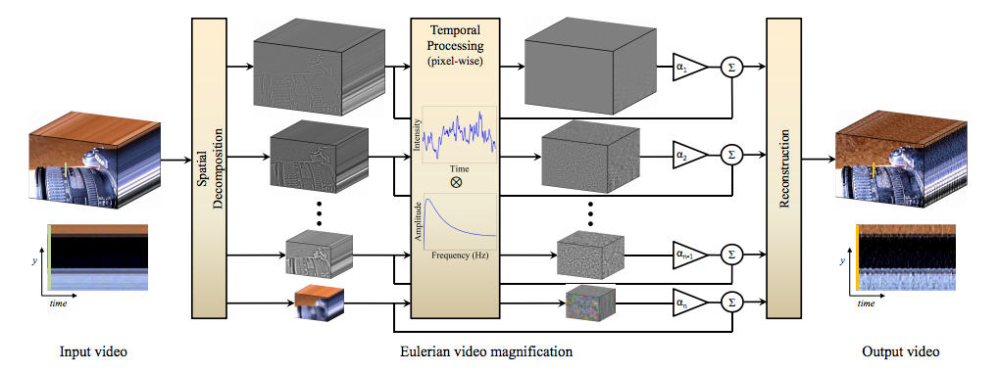 Temporal
Processing
(pixel-wise)
α1
Σ
Spatial
Decomposition
Intensity
Time
⊗
α2
Σ
Reconstruction
Amplitude
Frequency (Hz)
αn-1
Σ
αn
Σ
y
time
y
time
Input video
Eulerian video magnification
Output video